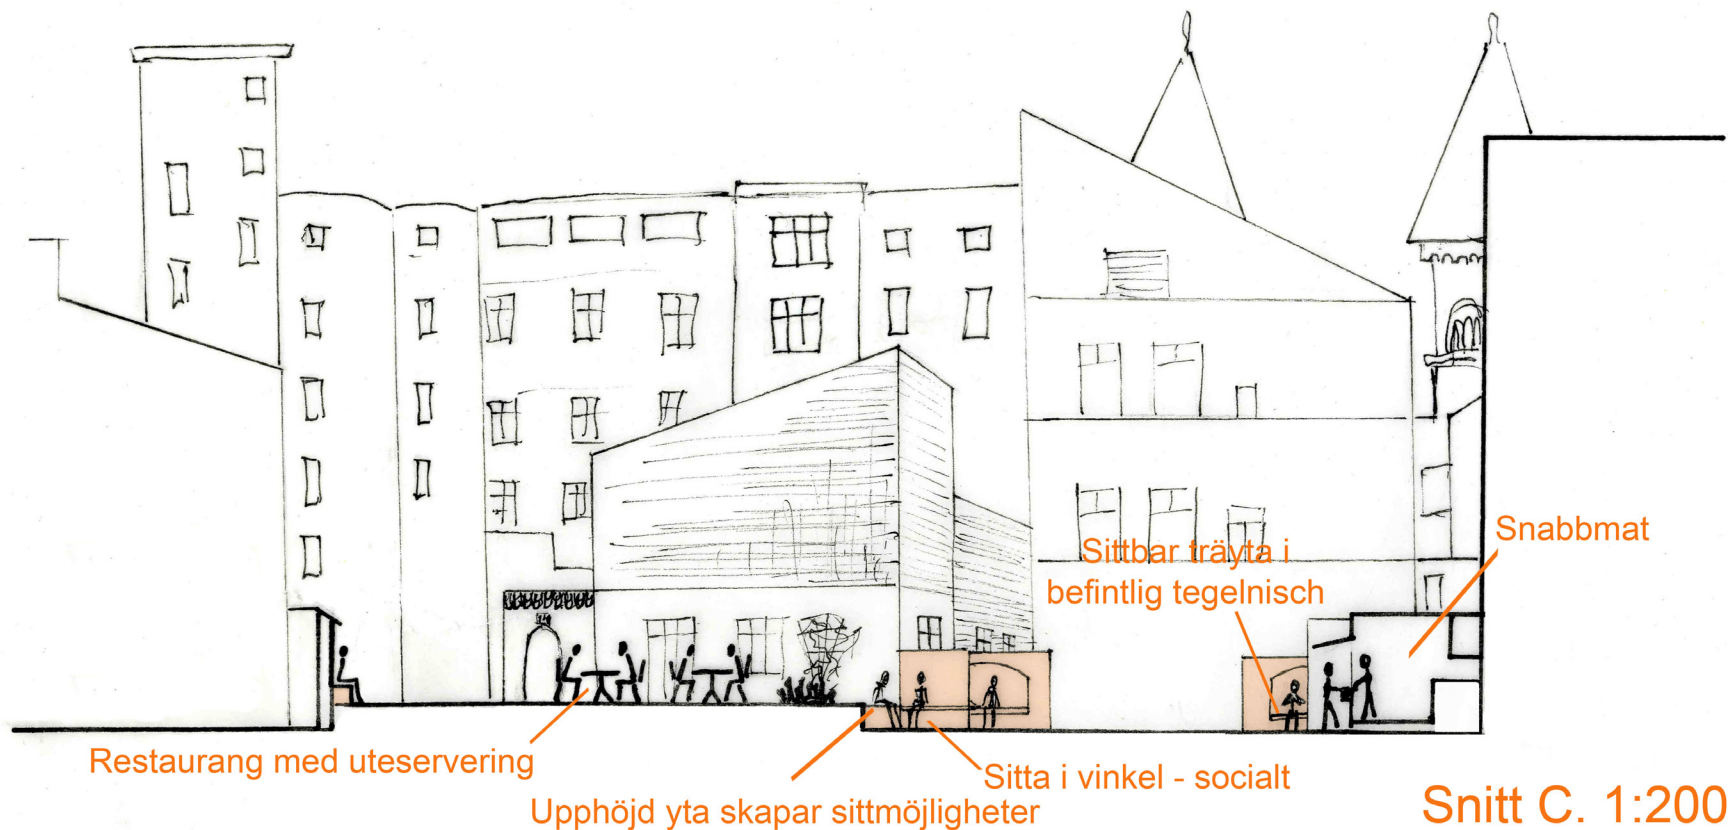 Snabbmat
Sittbar träyta i
befintlig tegelnisch
Restaurang med uteservering
Sitta i vinkel - socialt
Upphöjd yta skapar sittmöjligheter
Snitt C. 1:200